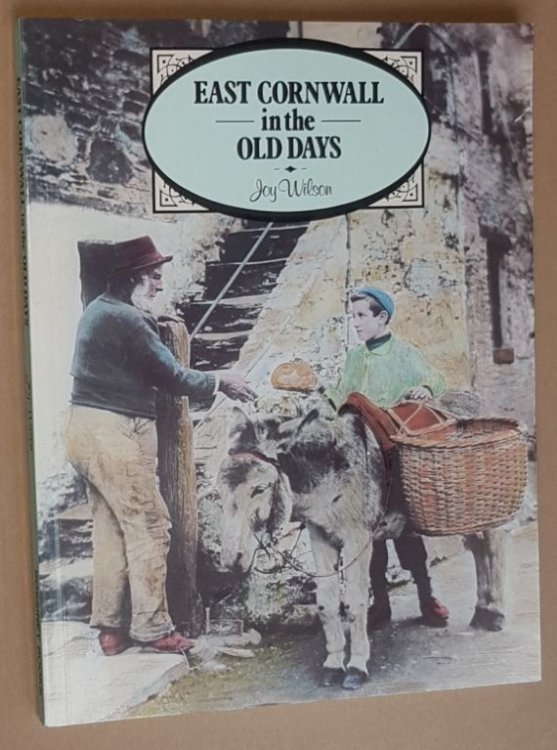 EAST CORNWALL
in the
OLD DAYS
Joy Wilson